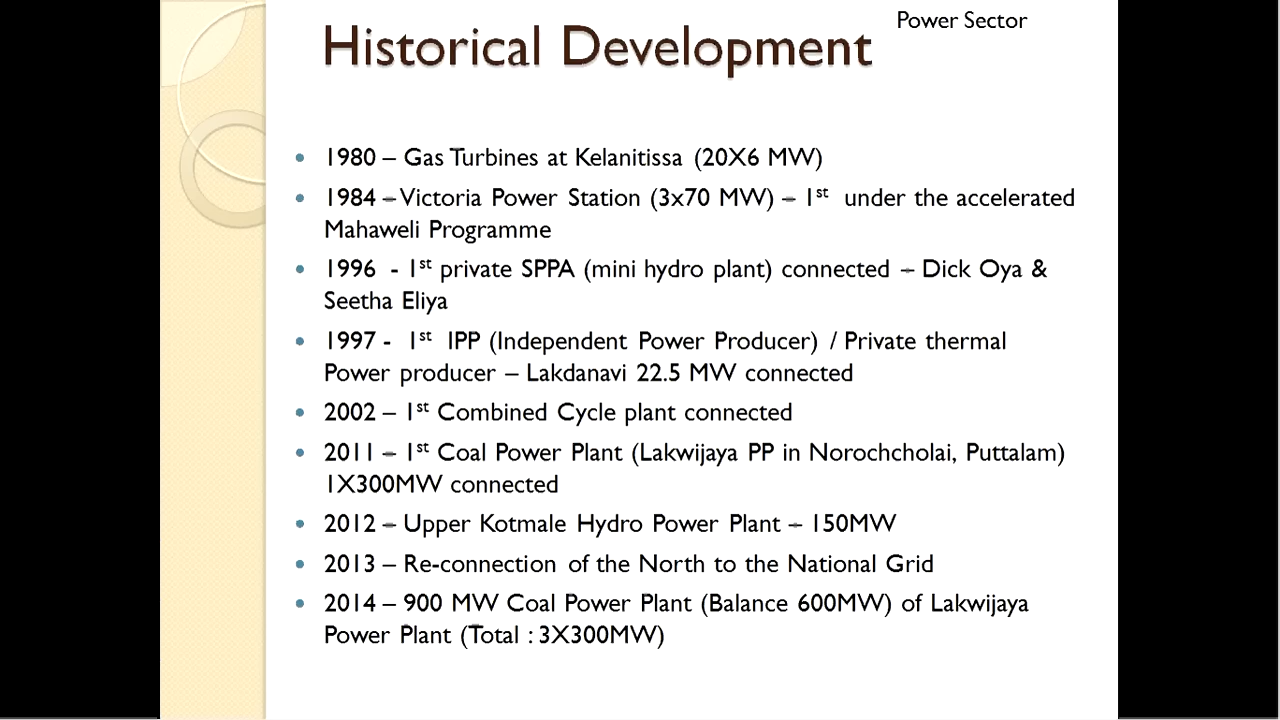 Power Sector
Historical Development
• 1980 – Gas Turbines at Kelanitissa (20X6 MW)
• 1984 – Victoria Power Station (3x70 MW) – 1st under the accelerated
Mahaweli Programme
• 1996 - 1st private SPPA (mini hydro plant) connected – Dick Oya &
Seetha Eliya
• 1997 - 1st IPP (Independent Power Producer) / Private thermal
Power producer – Lakdanavi 22.5 MW connected
• 2002 – 1st Combined Cycle plant connected
• 2011 – 1st Coal Power Plant (Lakwijaya PP in Norochcholai, Puttalam)
1X300MW connected
• 2012 – Upper Kotmale Hydro Power Plant – 150MW
• 2013 – Re-connection of the North to the National Grid
• 2014 – 900 MW Coal Power Plant (Balance 600MW) of Lakwijaya
Power Plant (Total : 3X300MW)